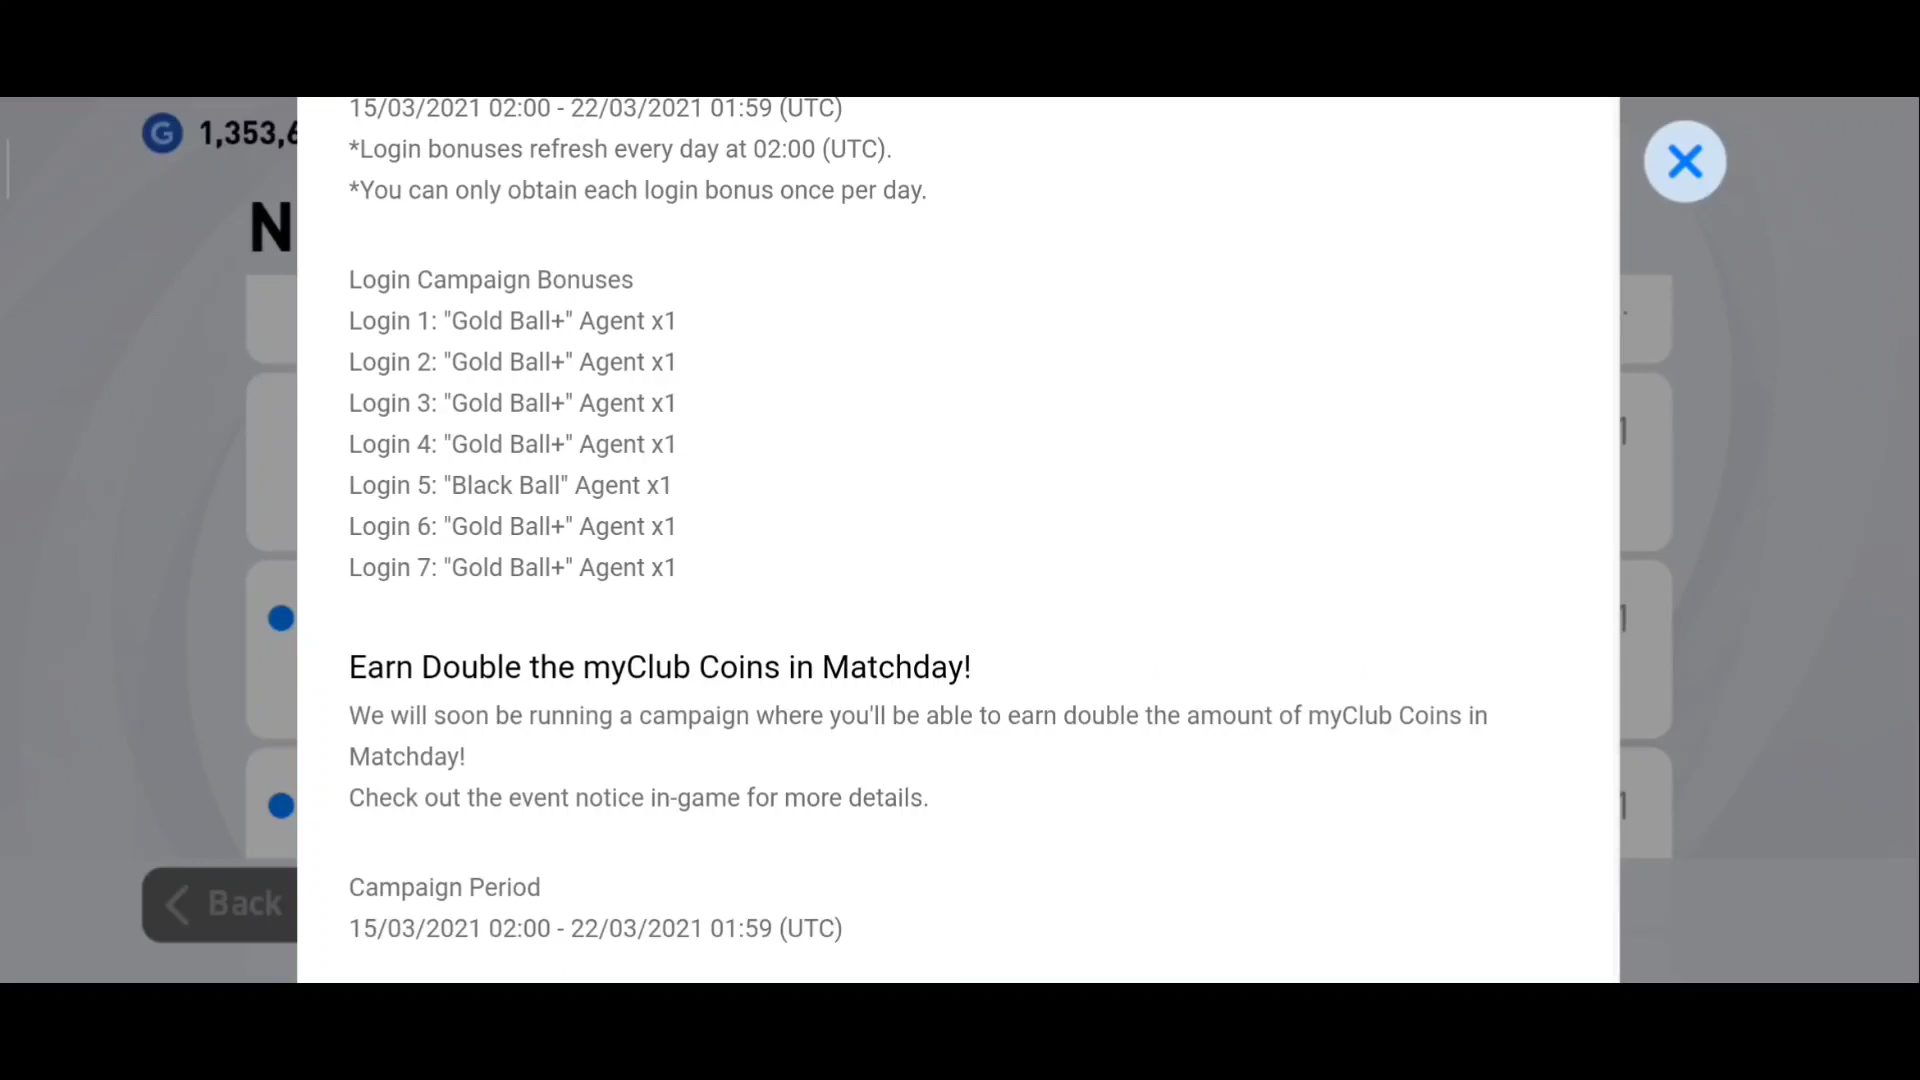 15/03/2021 02:00 - 22/03/2021 01:59 (UTC)
G 1,353,6
*Login bonuses refresh every day at 02:00 (UTC).
*You can only obtain each login bonus once per day.
N
Login Campaign Bonuses
Login 1: "Gold Ball+" Agent x1
Login 2: "Gold Ball+" Agent x1
Login 3: "Gold Ball+" Agent x1
Login 4: "Gold Ball+" Agent x1
Login 5: "Black Ball" Agent x1
Login 6: "Gold Ball+" Agent x1
Login 7: "Gold Ball+" Agent x1
Earn Double the myClub Coins in Matchday!
We will soon be running a campaign where you'll be able to earn double the amount of myClub Coins in
Matchday!
Check out the event notice in-game for more details.
Campaign Period
Back
15/03/2021 02:00 - 22/03/2021 01:59 (UTC)